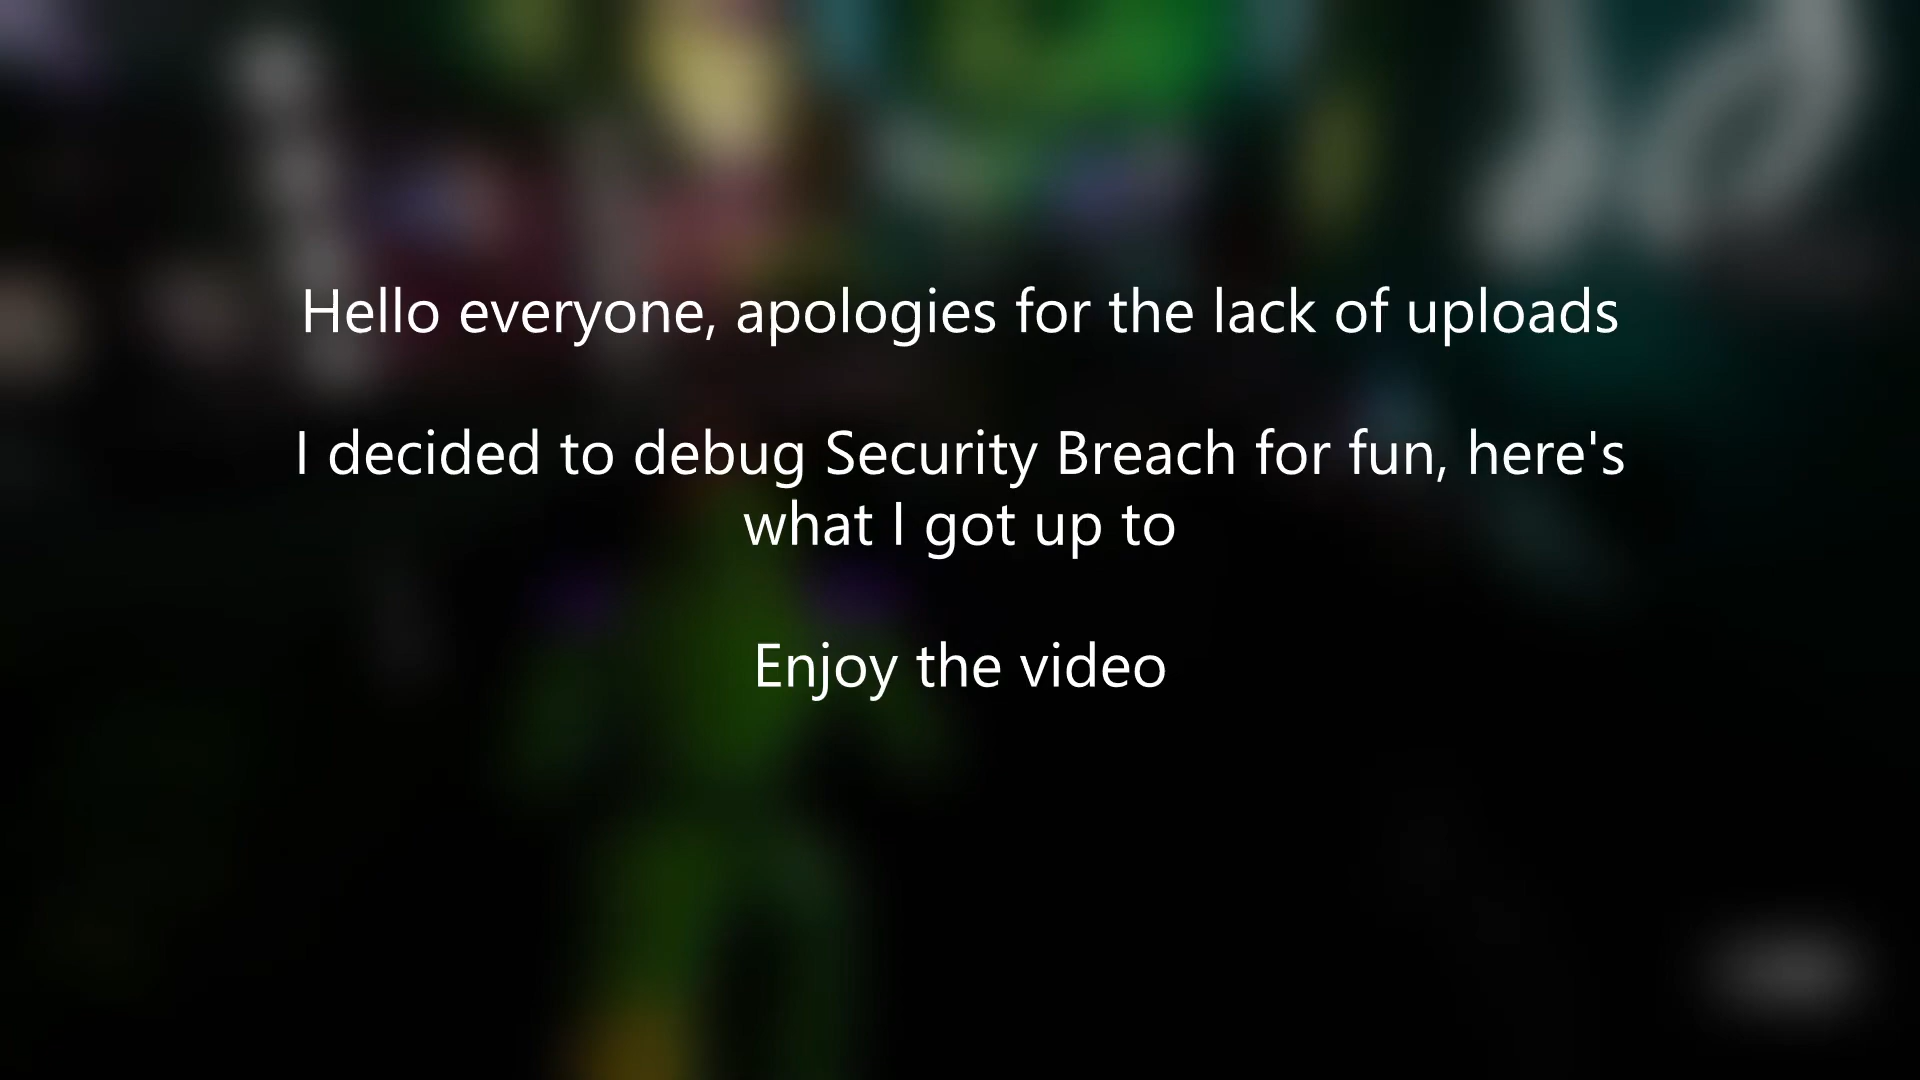 Hello everyone, apologies for the lack of uploads
I decided to debug Security Breach for fun, here's
what I got up to
Enjoy the video